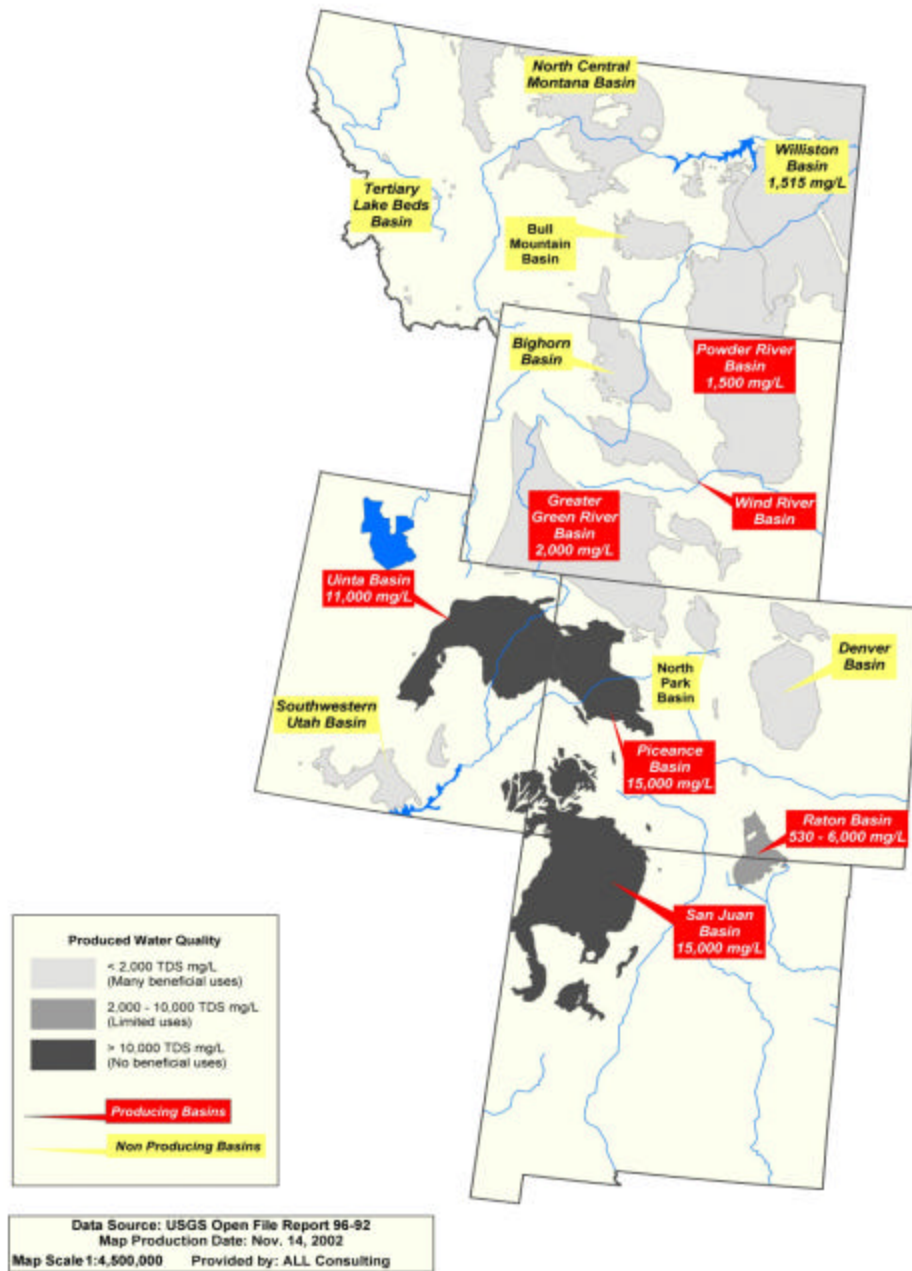 North Central
Montana Basin
Williston
Basin
1,515 mg/L
Tertiary
Lake Beds
Basin
Bull
Mountain
Basin
Bighorn
Basin
Powder River
Basin
1,500 mg/L
Wind River
Basin
Greater
Green River
Basin
2,000 mg/L
Uinta Basin
11,000 mg/L
Denver
Basin
North
Park
Basin
Southwestern
Utah Basin
Piceance
Basin
15,000 mg/L
Raton Basin
530 - 6,000 mg/L
San Juan
Basin
15,000 mg/L
Produced Water Quality
< 2,000 TDS mg/L
(Many beneficial uses)
2,000 - 10,000 TDS mg/L
(Limited uses)
> 10,000 TDS mg/L
(No beneficial uses)
Producing Basins
Non Producing Basins
Data Source: USGS Open File Report 96-92
Map Production Date: Nov. 14, 2002
Map Scale 1:4,500,000 Provided by: ALL Consulting